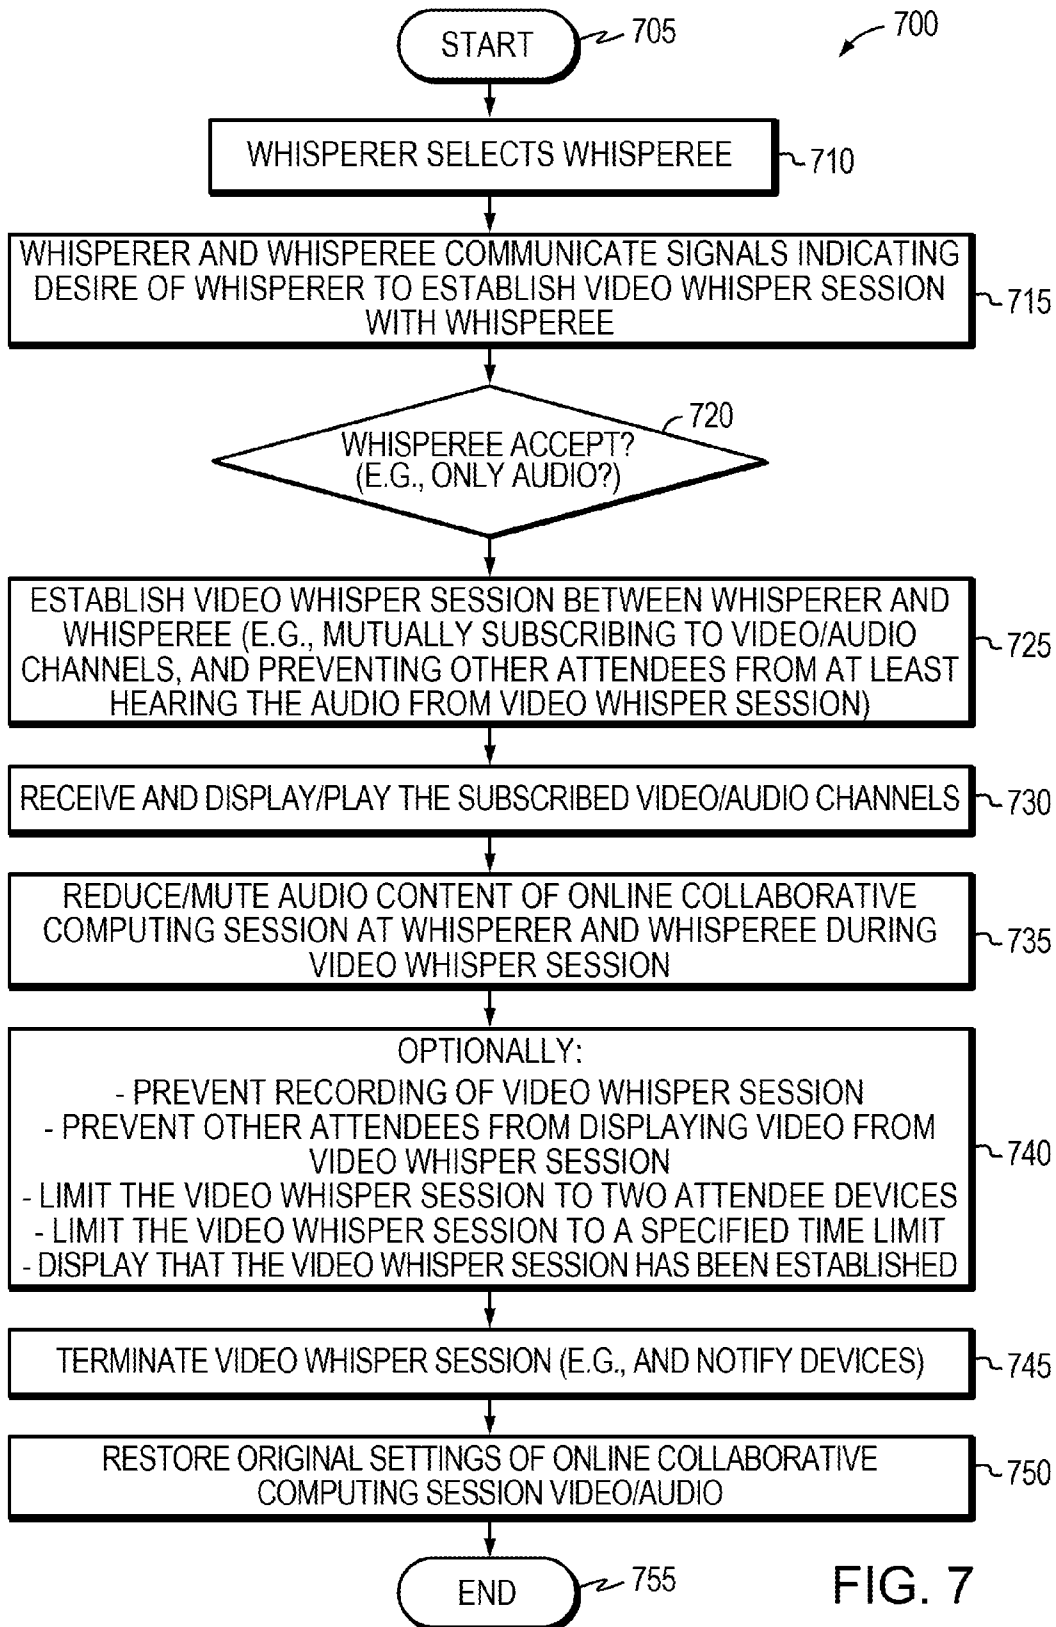 START
705
700
WHISPERER SELECTS WHISPEREE
710
WHISPERER AND WHISPEREE COMMUNICATE SIGNALS INDICATING
DESIRE OF WHISPERER TO ESTABLISH VIDEO WHISPER SESSION
WITH WHISPEREE
715
720
WHISPEREE ACCEPT?
(E.G., ONLY AUDIO?)
ESTABLISH VIDEO WHISPER SESSION BETWEEN WHISPERER AND
WHISPEREE (E.G., MUTUALLY SUBSCRIBING TO VIDEO/AUDIO
CHANNELS, AND PREVENTING OTHER ATTENDEES FROM AT LEAST
HEARING THE AUDIO FROM VIDEO WHISPER SESSION)
725
RECEIVE AND DISPLAY/PLAY THE SUBSCRIBED VIDEO/AUDIO CHANNELS
730
REDUCE/MUTE AUDIO CONTENT OF ONLINE COLLABORATIVE
COMPUTING SESSION AT WHISPERER AND WHISPEREE DURING
VIDEO WHISPER SESSION
735
OPTIONALLY:
- PREVENT RECORDING OF VIDEO WHISPER SESSION
- PREVENT OTHER ATTENDEES FROM DISPLAYING VIDEO FROM
VIDEO WHISPER SESSION
- LIMIT THE VIDEO WHISPER SESSION TO TWO ATTENDEE DEVICES
- LIMIT THE VIDEO WHISPER SESSION TO A SPECIFIED TIME LIMIT
- DISPLAY THAT THE VIDEO WHISPER SESSION HAS BEEN ESTABLISHED
740
TERMINATE VIDEO WHISPER SESSION (E.G., AND NOTIFY DEVICES)
745
RESTORE ORIGINAL SETTINGS OF ONLINE COLLABORATIVE
COMPUTING SESSION VIDEO/AUDIO
750
END
755
FIG. 7